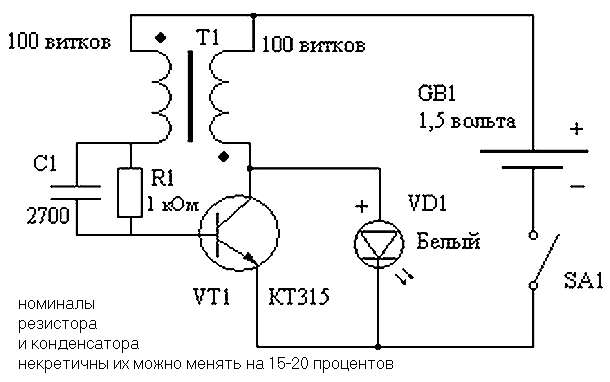 100 витков
T1
100 витков
GB1
1,5 вольта
+
−
C1
2700
R1
1 кОм
+
VD1
Белый
VT1
КТ315
SA1
номиналы
резистора
и конденсатора
некретичны их можно менять на 15-20 процентов